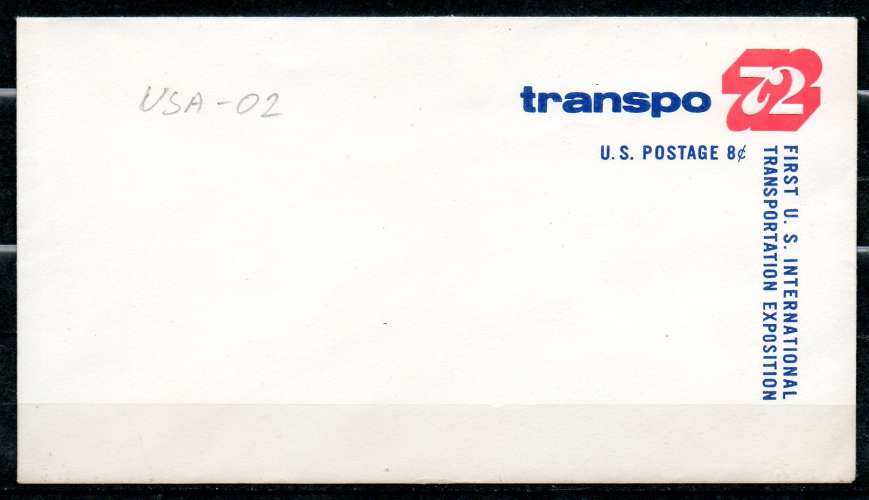 USA-02
transpo 72
U.S. POSTAGE 8¢
FIRST U. S. INTERNATIONAL
TRANSPORTATION EXPOSITION